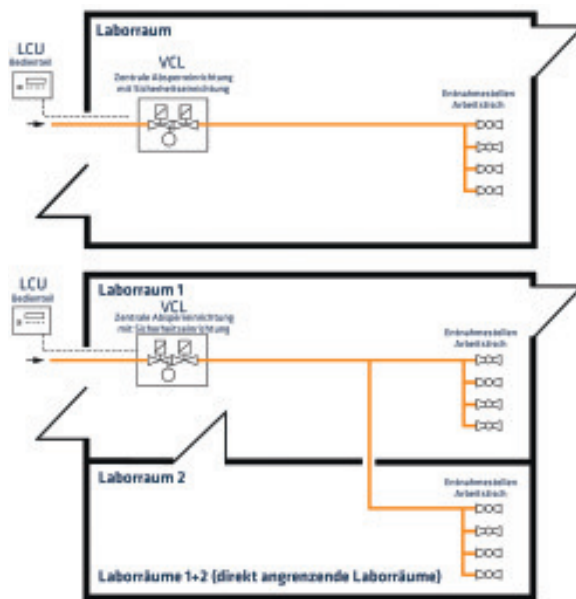 Laborraum
LCU
Bedienteil
VCL
Zentrale Absperreinrichtung
mit Sicherheitseinrichtung
Entnahmestellen
Arbeitstisch
LCU
Bedienteil
Laborraum 1
VCL
Zentrale Absperreinrichtung
mit Sicherheitseinrichtung
Entnahmestellen
Arbeitstisch
Laborraum 2
Entnahmestellen
Arbeitstisch
Laborräume 1+2 (direkt angrenzende Laborräume)